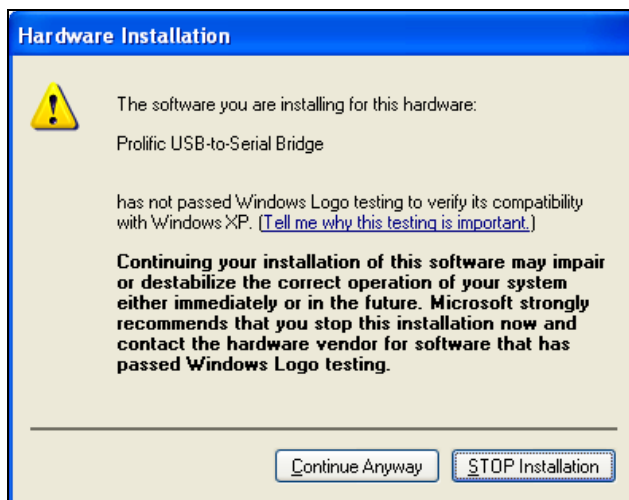 Hardware Installation
The software you are installing for this hardware:
Prolific USB-to-Serial Bridge
has not passed Windows Logo testing to verify its compatibility
with Windows XP. (Tell me why this testing is important.)
Continuing your installation of this software may impair
or destabilize the correct operation of your system
either immediately or in the future. Microsoft strongly
recommends that you stop this installation now and
contact the hardware vendor for software that has
passed Windows Logo testing.
Continue Anyway
STOP Installation